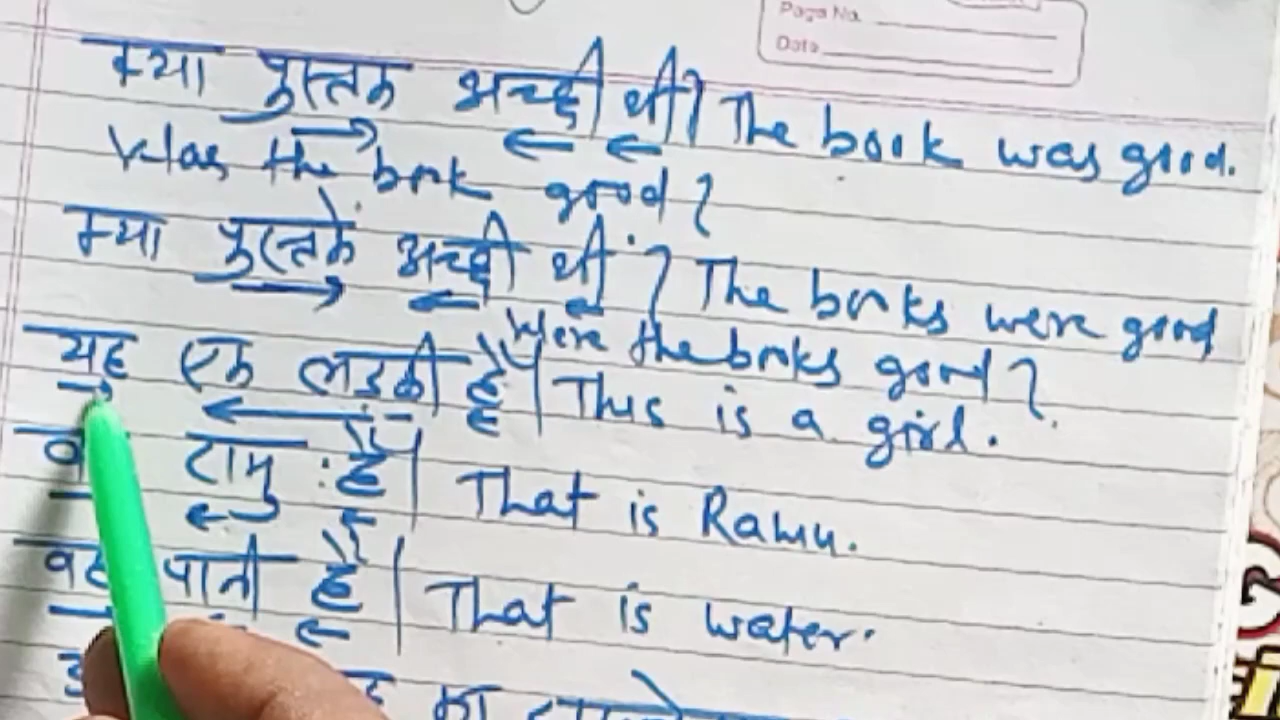 Page No.
Date
क्या पुस्तक अच्छी थी? The book was good.
Was the book good?
क्या पुस्तकें अच्छी थीं? The books were good
Were the books good?
यह एक लड़की है। This is a girl.
रामु है। That is Ramu.
वह पानी है। That is water.
का